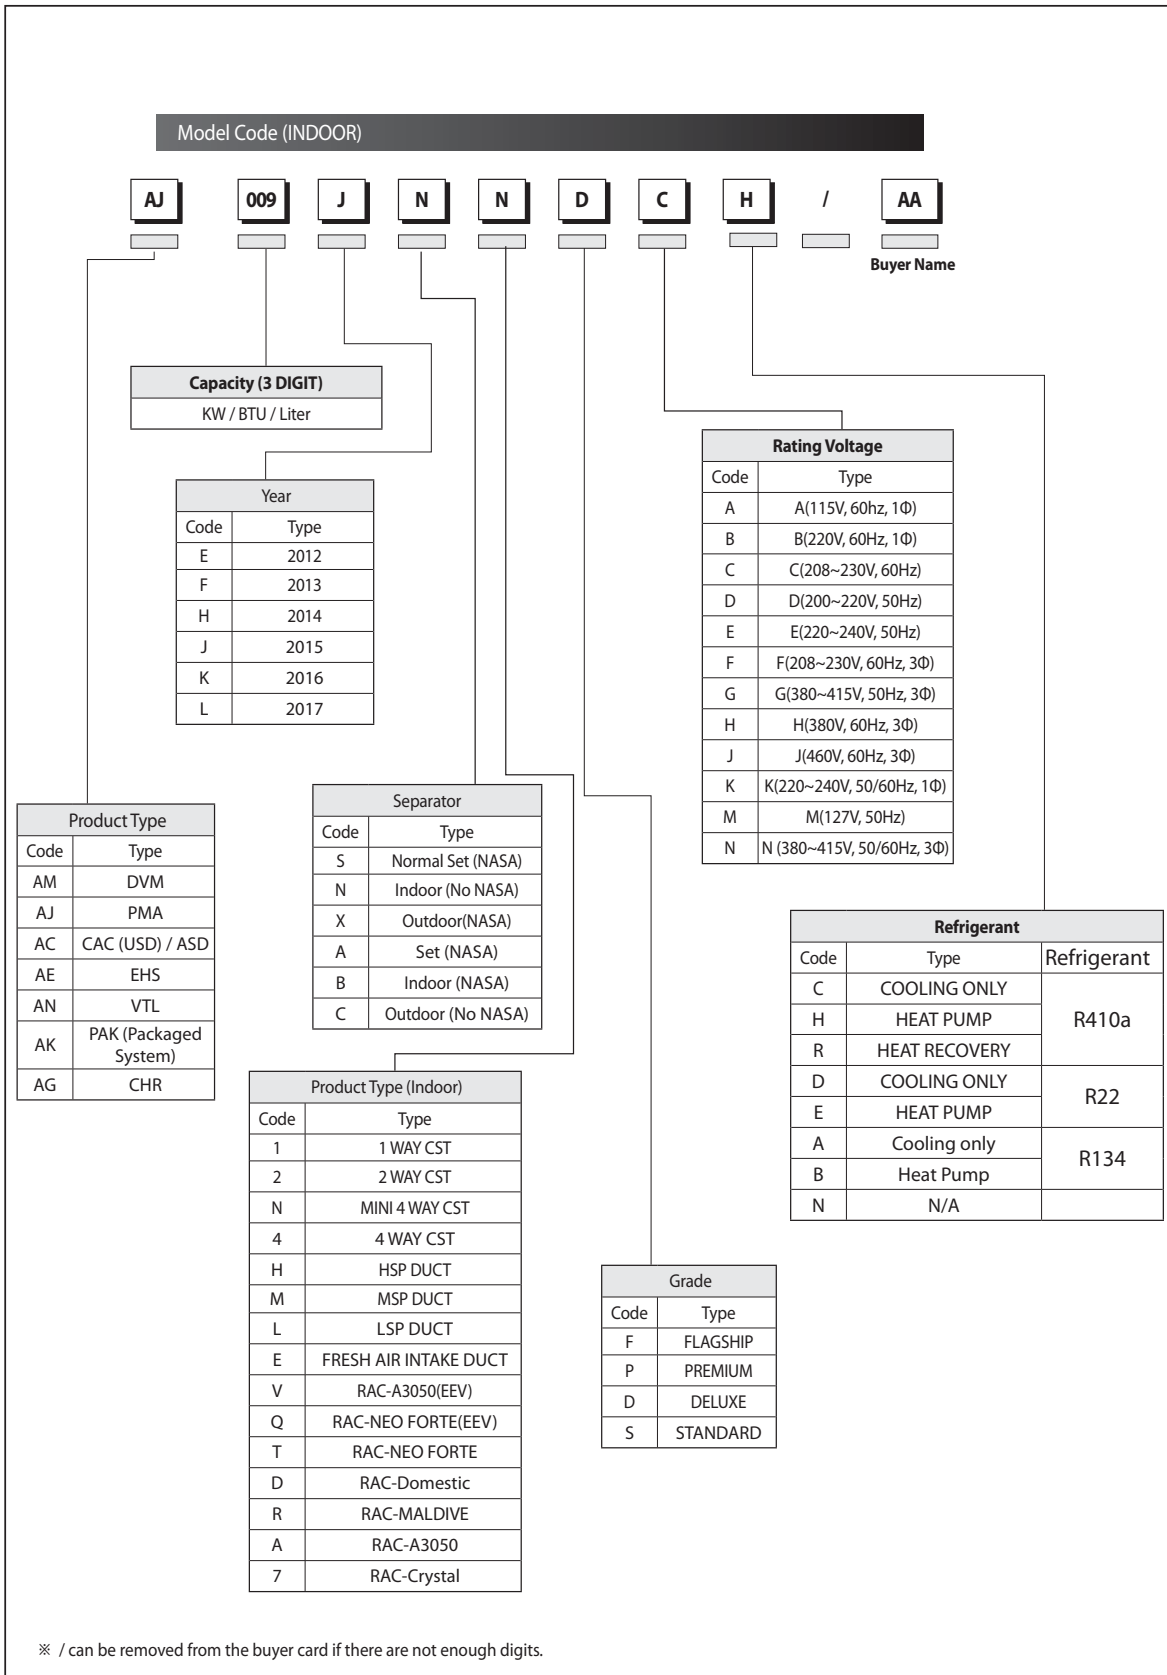 Model Code (INDOOR)
AJ 009 J N N D C H / AA
Buyer Name
Capacity (3 DIGIT)
KW / BTU / Liter
Year
Code Type
E 2012
F 2013
H 2014
J 2015
K 2016
L 2017
Rating Voltage
Code Type
A A(115V, 60hz, 1Φ)
B B(220V, 60Hz, 1Φ)
C C(208~230V, 60Hz)
D D(200~220V, 50Hz)
E E(220~240V, 50Hz)
F F(208~230V, 60Hz, 3Φ)
G G(380~415V, 50Hz, 3Φ)
H H(380V, 60Hz, 3Φ)
J J(460V, 60Hz, 3Φ)
K K(220~240V, 50/60Hz, 1Φ)
M M(127V, 50Hz)
N N (380~415V, 50/60Hz, 3Φ)
Product Type
Code Type
AM DVM
AJ PMA
AC CAC (USD) / ASD
AE EHS
AN VTL
AK PAK (Packaged
System)
AG CHR
Separator
Code Type
S Normal Set (NASA)
N Indoor (No NASA)
X Outdoor(NASA)
A Set (NASA)
B Indoor (NASA)
C Outdoor (No NASA)
Refrigerant
Code Type Refrigerant
C COOLING ONLY
H HEAT PUMP R410a
R HEAT RECOVERY
D COOLING ONLY
R22
E HEAT PUMP
A Cooling only
R134
B Heat Pump
N N/A
Product Type (Indoor)
Code Type
1 1 WAY CST
2 2 WAY CST
N MINI 4 WAY CST
4 4 WAY CST
H HSP DUCT
M MSP DUCT
L LSP DUCT
E FRESH AIR INTAKE DUCT
V RAC-A3050(EEV)
Q RAC-NEO FORTE(EEV)
T RAC-NEO FORTE
D RAC-Domestic
R RAC-MALDIVE
A RAC-A3050
7 RAC-Crystal
Grade
Code Type
F FLAGSHIP
P PREMIUM
D DELUXE
S STANDARD
※ / can be removed from the buyer card if there are not enough digits.